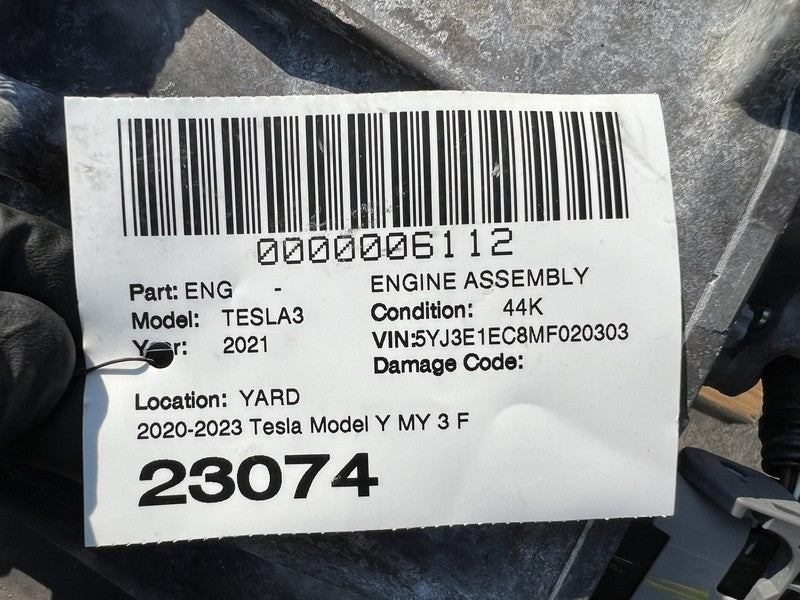 0000006112
Part: ENG - ENGINE ASSEMBLY
Model: TESLA3 Condition: 44K
Year: 2021 VIN:5YJ3E1EC8MF020303
Damage Code:
Location: YARD
2020-2023 Tesla Model Y MY 3 F
23074